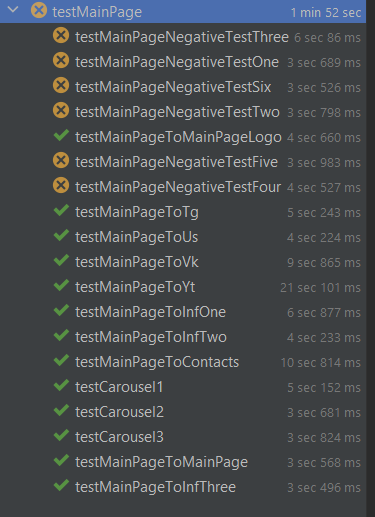 testMainPage 1 min 52 sec
testMainPageNegativeTestThree 6 sec 86 ms
testMainPageNegativeTestOne 3 sec 689 ms
testMainPageNegativeTestSix 3 sec 526 ms
testMainPageNegativeTestTwo 3 sec 798 ms
testMainPageToMainPageLogo 4 sec 660 ms
testMainPageNegativeTestFive 3 sec 983 ms
testMainPageNegativeTestFour 4 sec 527 ms
testMainPageToTg 5 sec 243 ms
testMainPageToUs 4 sec 224 ms
testMainPageToVk 9 sec 865 ms
testMainPageToYt 21 sec 101 ms
testMainPageToInfOne 6 sec 877 ms
testMainPageToInfTwo 4 sec 233 ms
testMainPageToContacts 10 sec 814 ms
testCarousel1 5 sec 152 ms
testCarousel2 3 sec 681 ms
testCarousel3 3 sec 824 ms
testMainPageToMainPage 3 sec 568 ms
testMainPageToInfThree 3 sec 496 ms